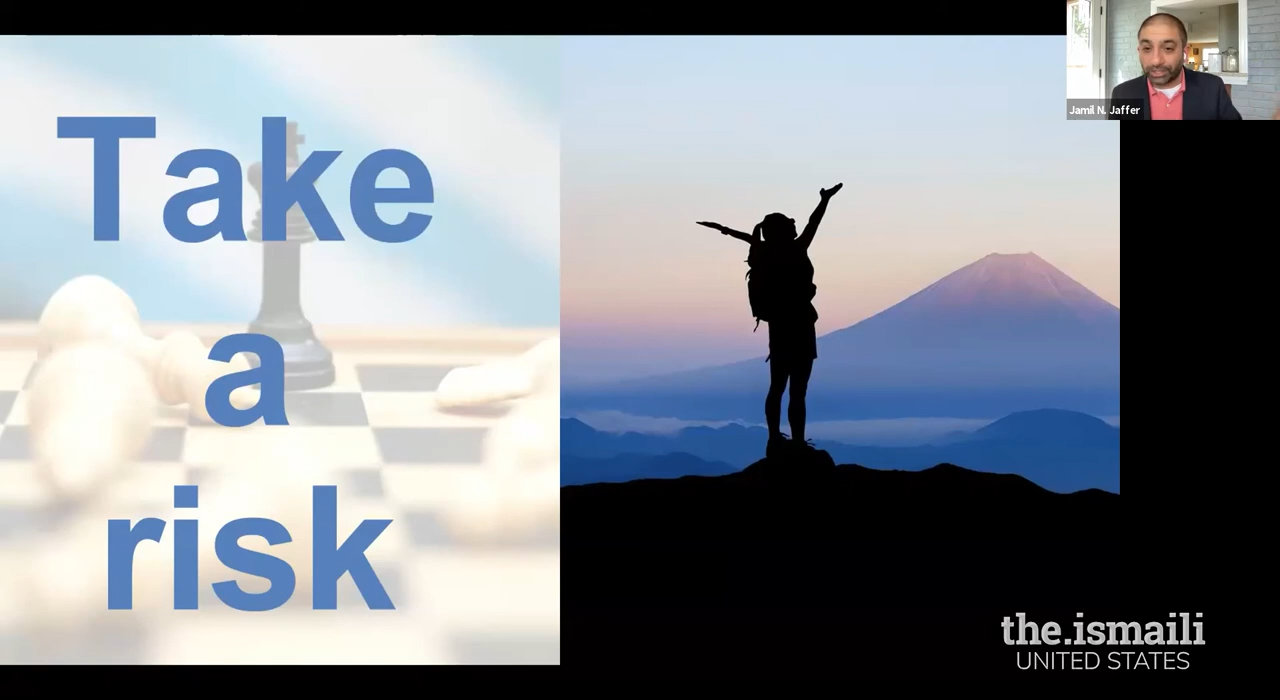 Take
a
risk
Jamil N. Jaffer
the.ismaili
UNITED STATES